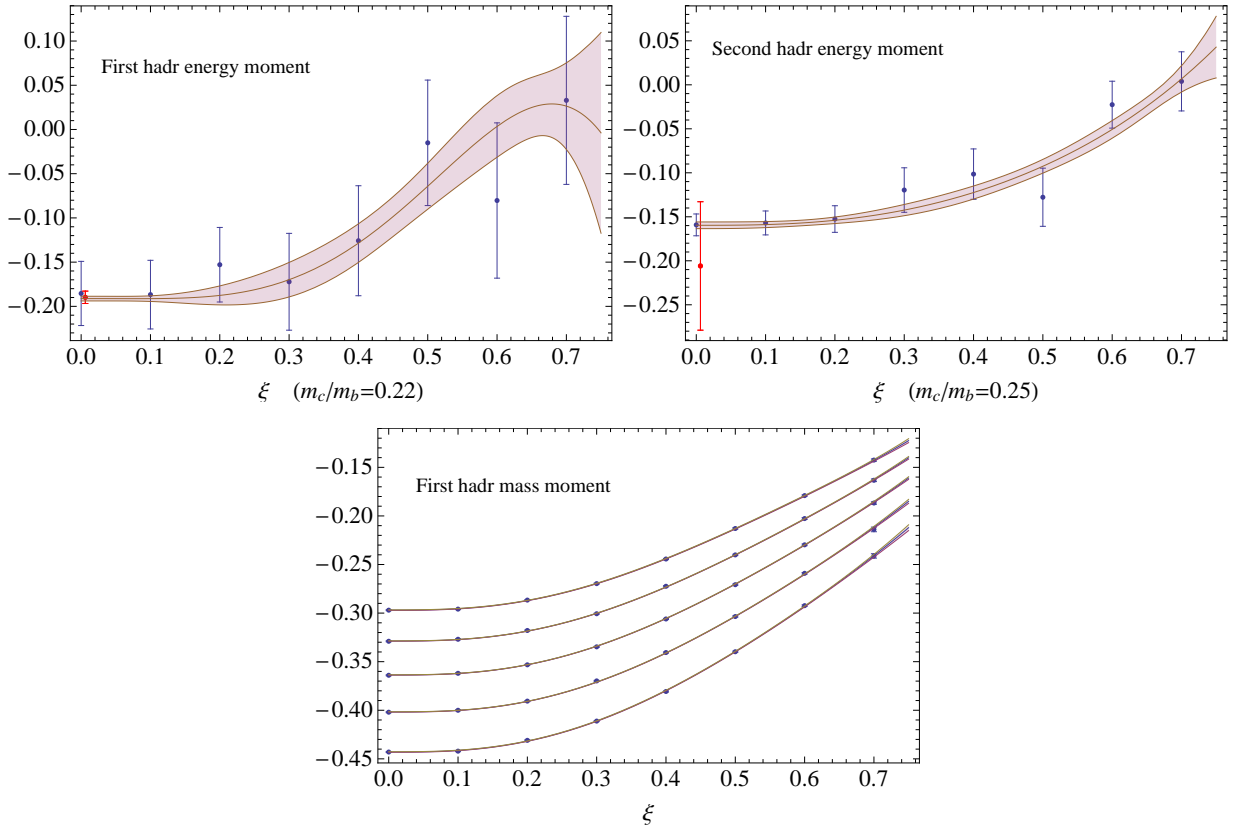 First hadr energy moment
0.10
0.05
0.00
−0.05
−0.10
−0.15
−0.20
0.0 0.1 0.2 0.3 0.4 0.5 0.6 0.7
ξ (m_c/m_b=0.22)
Second hadr energy moment
0.05
0.00
−0.05
−0.10
−0.15
−0.20
−0.25
0.0 0.1 0.2 0.3 0.4 0.5 0.6 0.7
ξ (m_c/m_b=0.25)
First hadr mass moment
−0.15
−0.20
−0.25
−0.30
−0.35
−0.40
−0.45
0.0 0.1 0.2 0.3 0.4 0.5 0.6 0.7
ξ